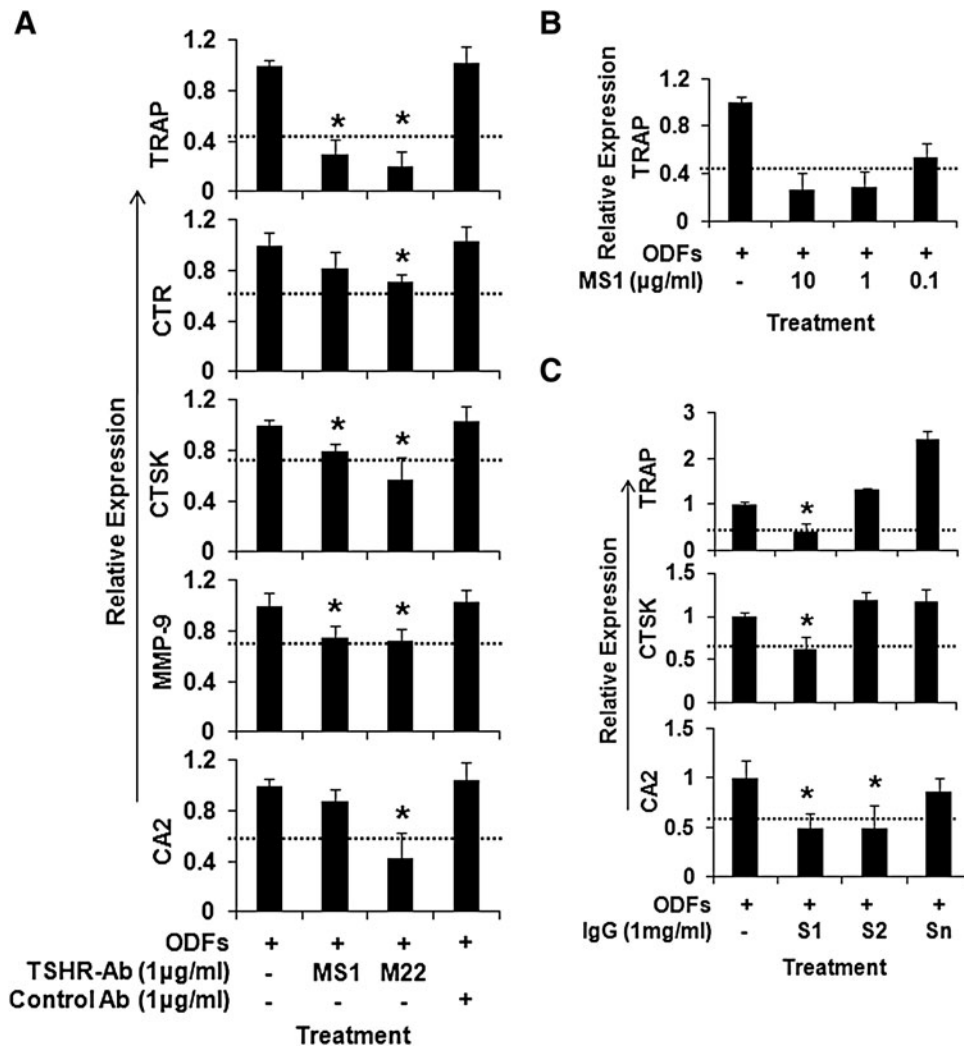 A
Relative Expression
TRAP
1.2
0.8
0.4
0
* *
CTR
1.2
0.8
0.4
0
*
CTSK
1.2
0.8
0.4
0
* *
MMP-9
1.2
0.8
0.4
0
* *
CA2
1.2
0.8
0.4
0
*
ODFs + + + +
TSHR-Ab (1µg/ml) - MS1 M22 -
Control Ab (1µg/ml) - - - +
Treatment
B
Relative Expression
TRAP
1.2
0.8
0.4
0
ODFs + + + +
MS1 (µg/ml) - 10 1 0.1
Treatment
C
Relative Expression
TRAP
3
2
1
0
*
CTSK
1.5
1
0.5
0
*
CA2
1.5
1
0.5
0
* *
ODFs + + + +
IgG (1mg/ml) - S1 S2 Sn
Treatment